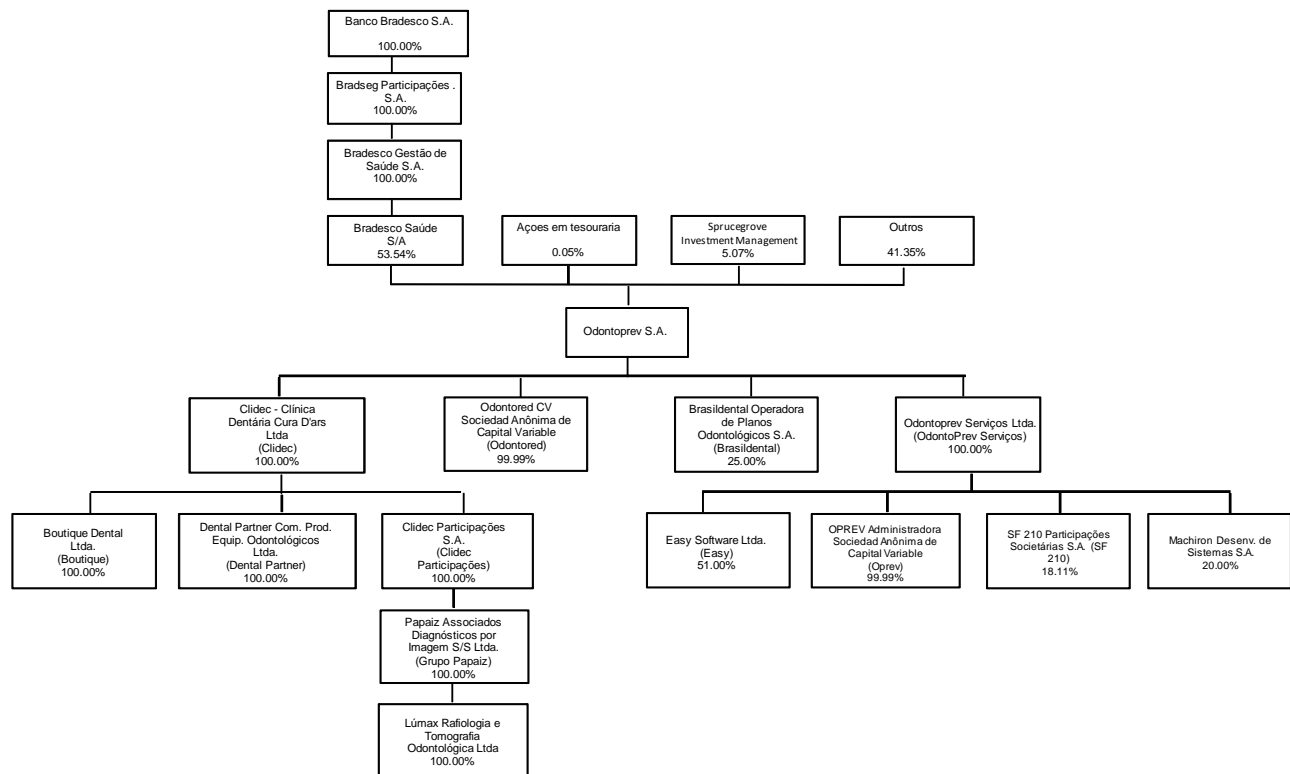 Banco Bradesco S.A.
100.00%
Bradseg Participações .
S.A.
100.00%
Bradesco Gestão de
Saúde S.A.
100.00%
Bradesco Saúde
S/A
53.54%
Açoes em tesouraria
0.05%
Sprucegrove
Investment Management
5.07%
Outros
41.35%
Odontoprev S.A.
Clidec - Clínica
Dentária Cura D'ars
Ltda
(Clidec)
100.00%
Odontored CV
Sociedad Anônima de
Capital Variable
(Odontored)
99.99%
Brasildental Operadora
de Planos
Odontológicos S.A.
(Brasildental)
25.00%
Odontoprev Serviços Ltda.
(OdontoPrev Serviços)
100.00%
Boutique Dental
Ltda.
(Boutique)
100.00%
Dental Partner Com. Prod.
Equip. Odontológicos
Ltda.
(Dental Partner)
100.00%
Clidec Participações
S.A.
(Clidec
Participações)
100.00%
Easy Software Ltda.
(Easy)
51.00%
OPREV Administradora
Sociedad Anônima de
Capital Variable
(Oprev)
99.99%
SF 210 Participações
Societárias S.A. (SF
210)
18.11%
Machiron Desenv. de
Sistemas S.A.
20.00%
Papaiz Associados
Diagnósticos por
Imagem S/S Ltda.
(Grupo Papaiz)
100.00%
Lúmax Rafiologia e
Tomografia
Odontológica Ltda
100.00%